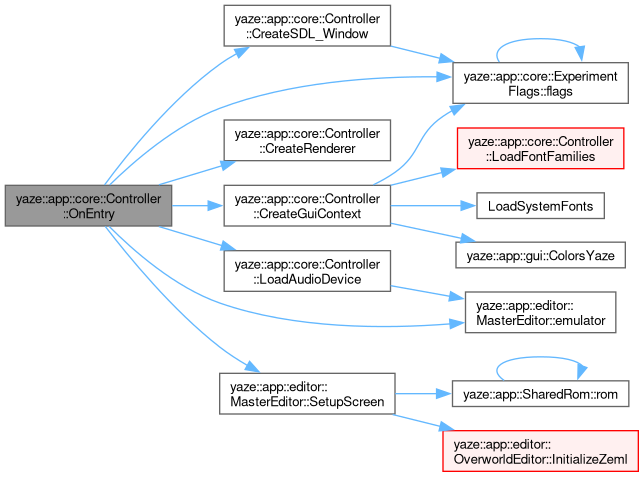 yaze::app::core::Controller
::OnEntry
yaze::app::core::Controller
::CreateSDL_Window
yaze::app::core::Controller
::CreateRenderer
yaze::app::core::Controller
::CreateGuiContext
yaze::app::core::Controller
::LoadAudioDevice
yaze::app::editor::
MasterEditor::SetupScreen
yaze::app::core::Experiment
Flags::flags
yaze::app::core::Controller
::LoadFontFamilies
LoadSystemFonts
yaze::app::gui::ColorsYaze
yaze::app::editor::
MasterEditor::emulator
yaze::app::SharedRom::rom
yaze::app::editor::
OverworldEditor::InitializeZeml